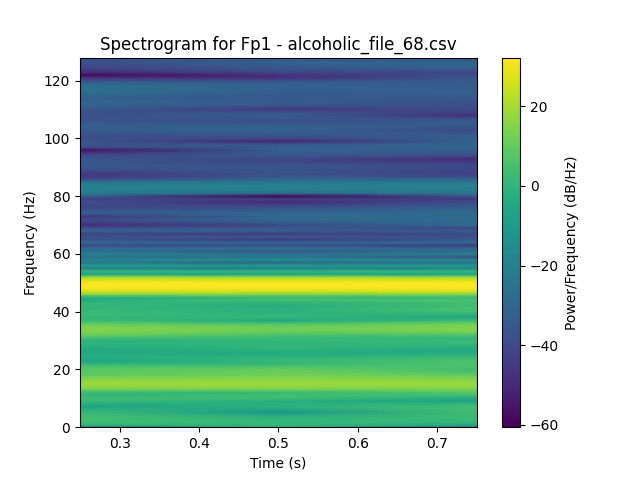 Spectrogram for Fp1 - alcoholic_file_68.csv
120
100
80
60
40
20
0
Frequency (Hz)
0.3 0.4 0.5 0.6 0.7
Time (s)
20
0
−20
−40
−60
Power/Frequency (dB/Hz)